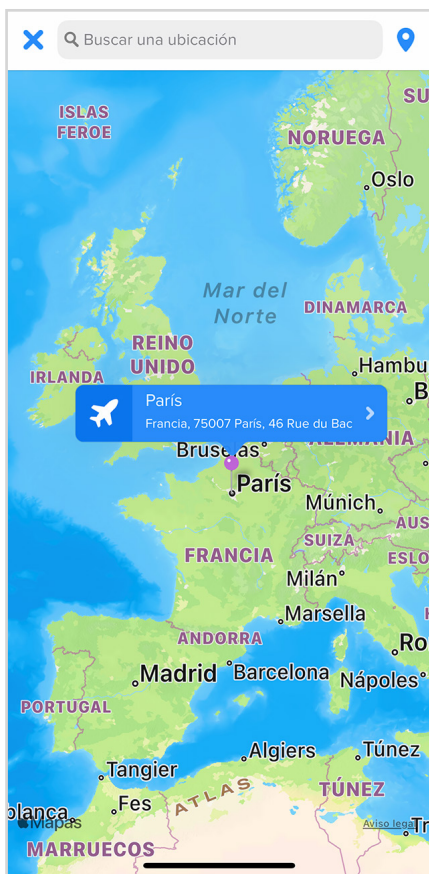 Buscar una ubicación
ISLAS
FEROE
SU
NORUEGA
Oslo
Mar del
Norte
DINAMARCA
REINO
UNIDO
IRLANDA
Hambu
B
París
Francia, 75007 París, 46 Rue du Bac
ALEMANIA
Bruselas
París
Múnich
AUS
SUIZA
FRANCIA
ESLO
Milán
Marsella
ANDORRA
Ro
Madrid
Barcelona
Nápoles
PORTUGAL
Algiers
Túnez
Tangier
ATLAS
TÚNEZ
Fes
blanca
Mapas
Aviso legal
Tr
MARRUECOS